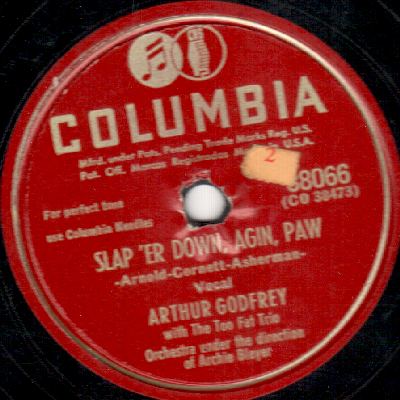 COLUMBIA
Mfrd. under Pats. Pending Trade Marks Reg. U.S.
Pat. Off. Marcas Registradas U.S.A.
2
38066
(CO 38473)
For perfect tone
use Columbia Needles
SLAP 'ER DOWN, AGIN, PAW
-Arnold-Cornett-Asherman-
Vocal
ARTHUR GODFREY
with The Too Fat Trio
Orchestra under the direction
of Archie Bleyer